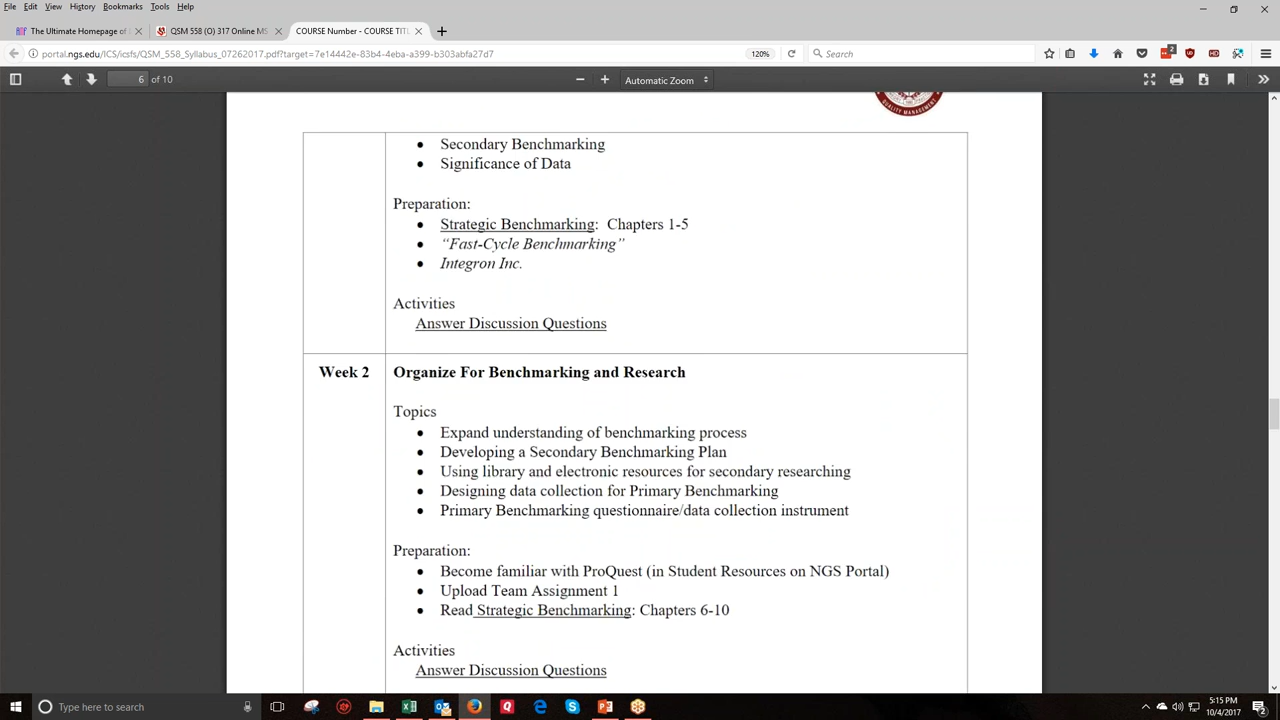 File Edit View History Bookmarks Tools Help
The Ultimate Homepage of
QSM 558 (O) 317 Online MS
COURSE Number - COURSE TITL
portal.ngs.edu/ICS/icsfs/QSM_558_Syllabus_07262017.pdf?target=7e14442e-83b4-4eba-a399-b303abfa27d7
120%
Search
2
6 of 10
Automatic Zoom
QUALITY MANAGEMENT
• Secondary Benchmarking
• Significance of Data
Preparation:
• Strategic Benchmarking: Chapters 1-5
• “Fast-Cycle Benchmarking”
• Integron Inc.
Activities
Answer Discussion Questions
Week 2 Organize For Benchmarking and Research
Topics
• Expand understanding of benchmarking process
• Developing a Secondary Benchmarking Plan
• Using library and electronic resources for secondary researching
• Designing data collection for Primary Benchmarking
• Primary Benchmarking questionnaire/data collection instrument
Preparation:
• Become familiar with ProQuest (in Student Resources on NGS Portal)
• Upload Team Assignment 1
• Read Strategic Benchmarking: Chapters 6-10
Activities
Answer Discussion Questions
Type here to search
5:15 PM
10/4/2017